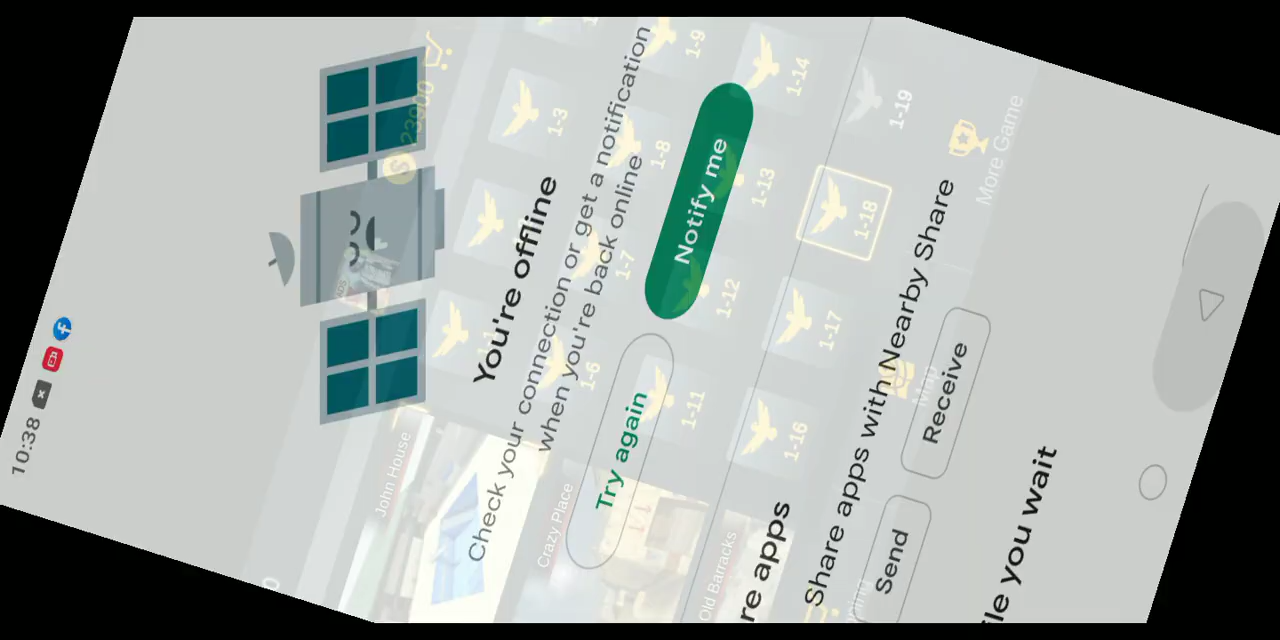 10:38
You're offline
Check your connection or get a notification
when you're back online
Notify me
Try again
re apps
Share apps with Nearby Share
Send
Receive
le you wait
23900
John House
Crazy Place
Old Barracks
1-3
1-6
1-7
1-8
1-9
1-11
1-12
1-13
1-14
1-16
1-17
1-18
1-19
Map
More Game